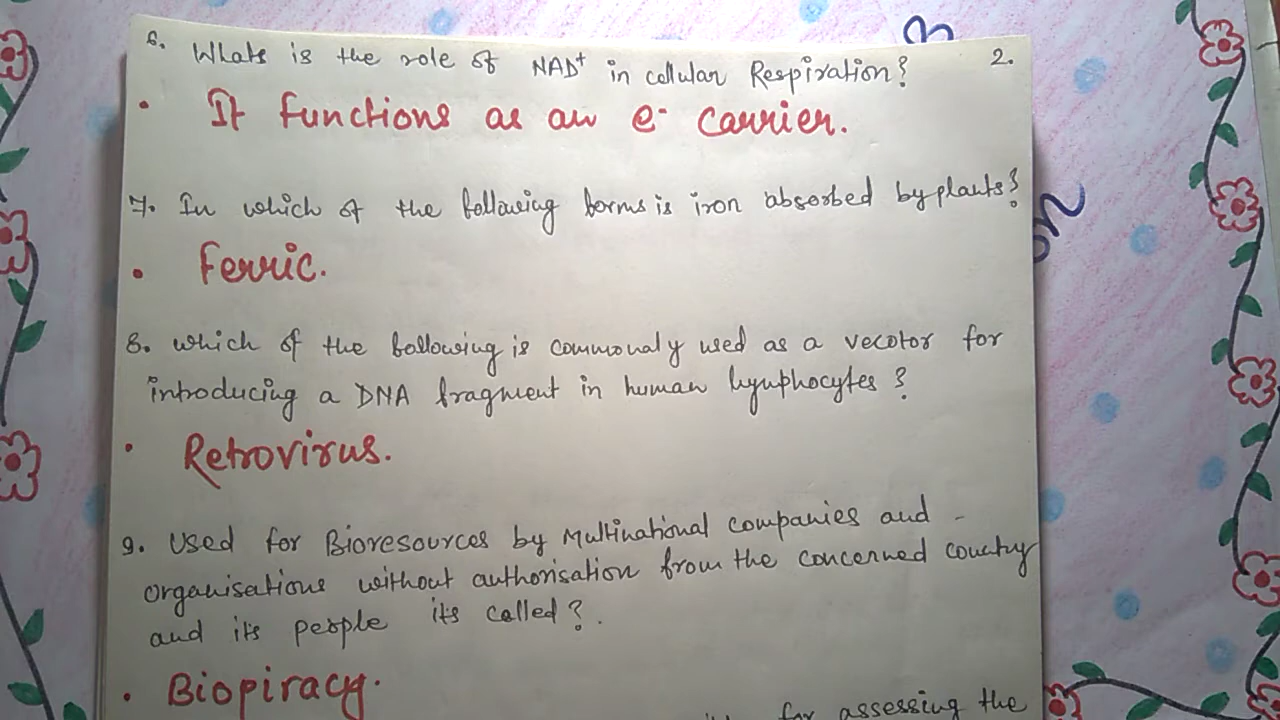 6. Whats is the role of NAD+ in cellular Respiration? 2.
• It functions as an e- carrier.
7. In which of the following forms is iron absorbed by plants?
• Ferric.
8. which of the following is commonaly used as a vecotor for
introducing a DNA fragment in human lymphocytes?
• Retrovirus.
9. Used for Bioresources by Multinational companies and -
organisations without authorisation from the concerned country
and its people its called?.
• Biopiracy.
for assessing the